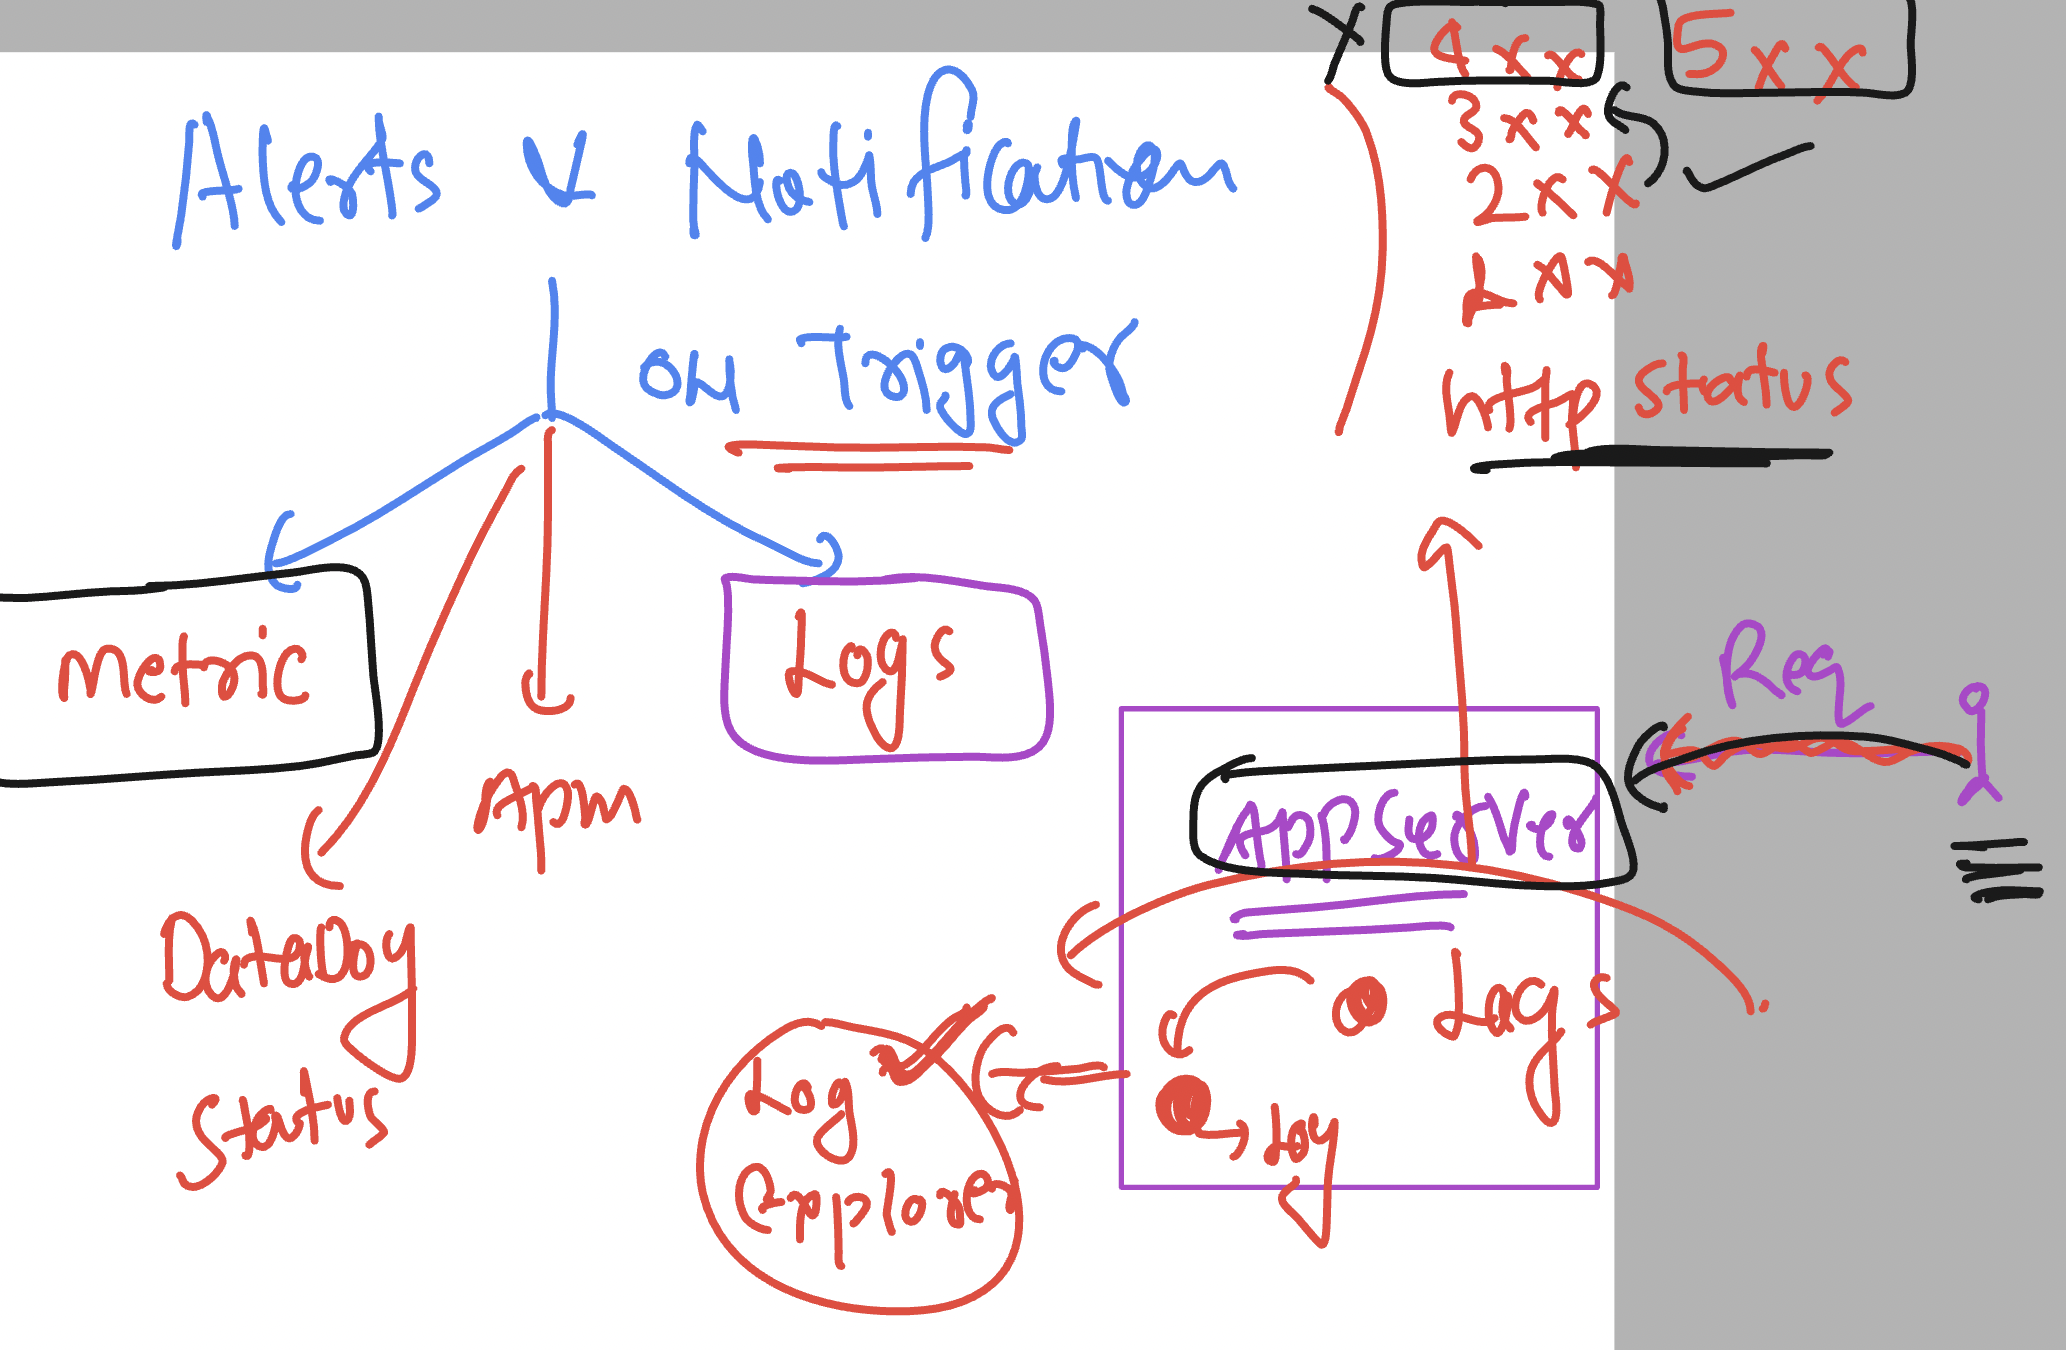 4xx 5xx
3xx
2xx
1xx
Alerts & Notification
on Trigger
http status
Metric
Logs
Apm
Req
AppServer
DataDog
Status
Logs
Log
Log
Explorer